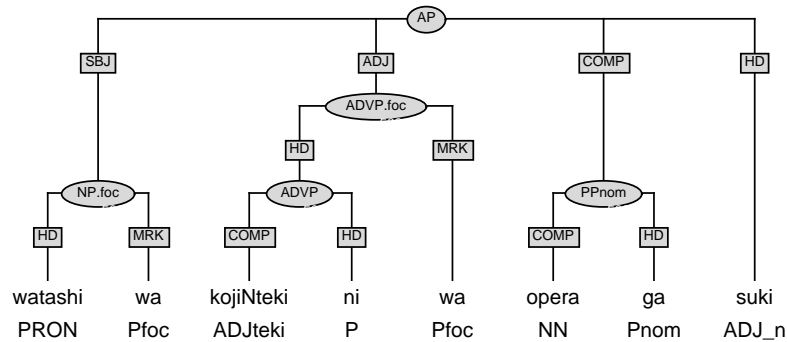 AP
SBJ ADJ COMP HD
ADVP.foc
HD MRK
NP.foc ADVP PPnom
HD MRK COMP HD COMP HD
watashi wa kojiNteki ni wa opera ga suki
PRON Pfoc ADJteki P Pfoc NN Pnom ADJ_n